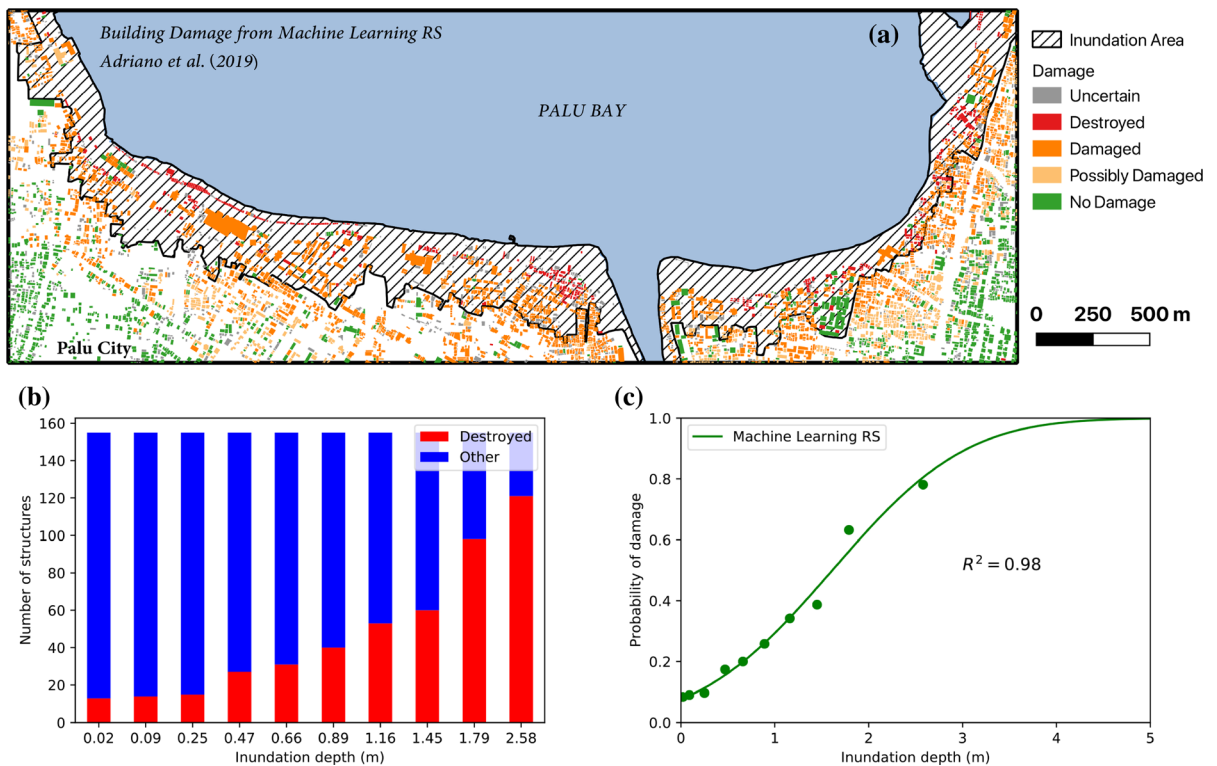 Building Damage from Machine Learning RS
Adriano et al. (2019)
(a)
PALU BAY
Palu City
Inundation Area
Damage
Uncertain
Destroyed
Damaged
Possibly Damaged
No Damage
0 250 500 m
(b)
Destroyed
Other
Number of structures
160
140
120
100
80
60
40
20
0
0.02 0.09 0.25 0.47 0.66 0.89 1.16 1.45 1.79 2.58
Inundation depth (m)
(c)
Machine Learning RS
R² = 0.98
Probability of damage
1.0
0.8
0.6
0.4
0.2
0.0
0 1 2 3 4 5
Inundation depth (m)